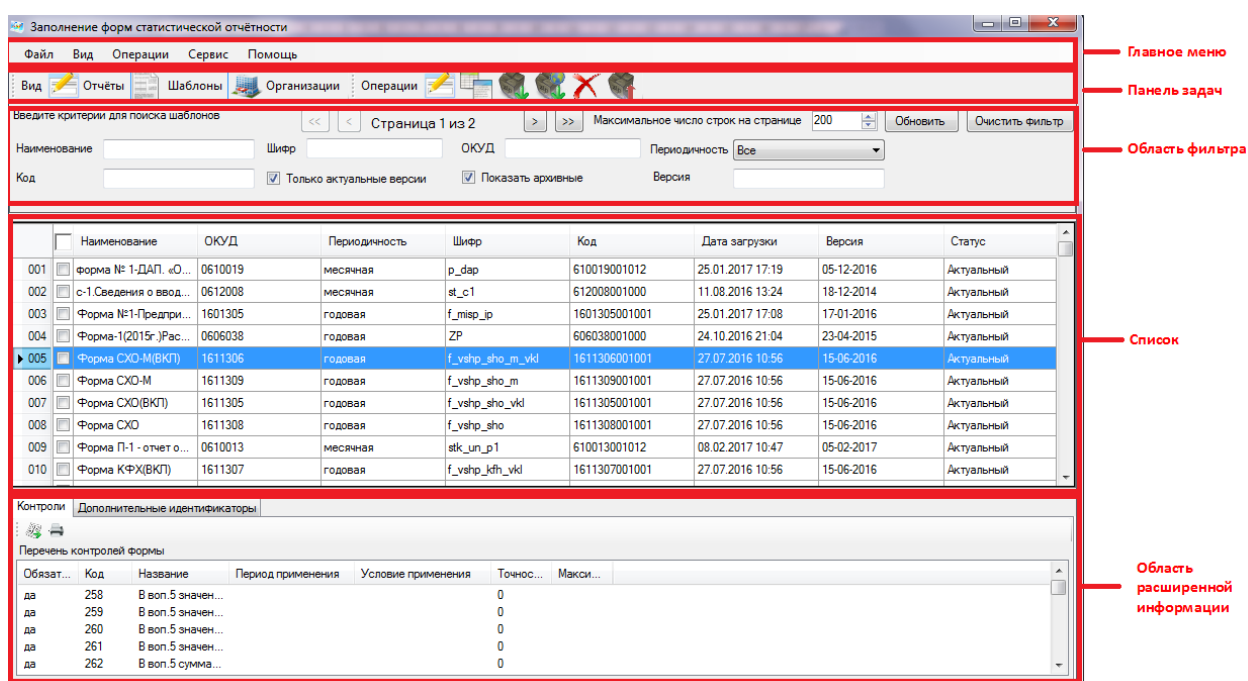 Заполнение форм статистической отчётности
Файл Вид Операции Сервис Помощь
Главное меню
Вид Отчёты Шаблоны Организации Операции
Панель задач
Введите критерии для поиска шаблонов << < Страница 1 из 2 > >> Максимальное число строк на странице 200 Обновить Очистить фильтр
Наименование Шифр ОКУД Периодичность Все
Область фильтра
Код Только актуальные версии Показать архивные Версия
Наименование ОКУД Периодичность Шифр Код Дата загрузки Версия Статус
001 форма № 1-ДАП. «О... 0610019 месячная p_dap 610019001012 25.01.2017 17:19 05-12-2016 Актуальный
002 с-1.Сведения о ввод... 0612008 месячная st_c1 612008001000 11.08.2016 13:24 18-12-2014 Актуальный
003 Форма №1-Предпри... 1601305 годовая f_misp_ip 1601305001001 25.01.2017 17:08 17-01-2016 Актуальный
004 Форма-1(2015г.)Рас... 0606038 годовая ZP 606038001000 24.10.2016 21:04 23-04-2015 Актуальный
Список
005 Форма СХО-М(ВКЛ) 1611306 годовая f_vshp_sho_m_vkl 1611306001001 27.07.2016 10:56 15-06-2016 Актуальный
006 Форма СХО-М 1611309 годовая f_vshp_sho_m 1611309001001 27.07.2016 10:56 15-06-2016 Актуальный
007 Форма СХО(ВКЛ) 1611305 годовая f_vshp_sho_vkl 1611305001001 27.07.2016 10:56 15-06-2016 Актуальный
008 Форма СХО 1611308 годовая f_vshp_sho 1611308001001 27.07.2016 10:56 15-06-2016 Актуальный
009 Форма П-1 - отчет о... 0610013 месячная stk_un_p1 610013001012 08.02.2017 10:47 05-02-2017 Актуальный
010 Форма КФХ(ВКЛ) 1611307 годовая f_vshp_kfh_vkl 1611307001001 27.07.2016 10:56 15-06-2016 Актуальный
Контроли Дополнительные идентификаторы
Перечень контролей формы
Обязат... Код Название Период применения Условие применения Точнос... Макси...
да 258 В воп.5 значен... 0
да 259 В воп.5 значен... 0
да 260 В воп.5 значен... 0
да 261 В воп.5 значен... 0
да 262 В воп.5 сумма... 0
Область
расширенной
информации